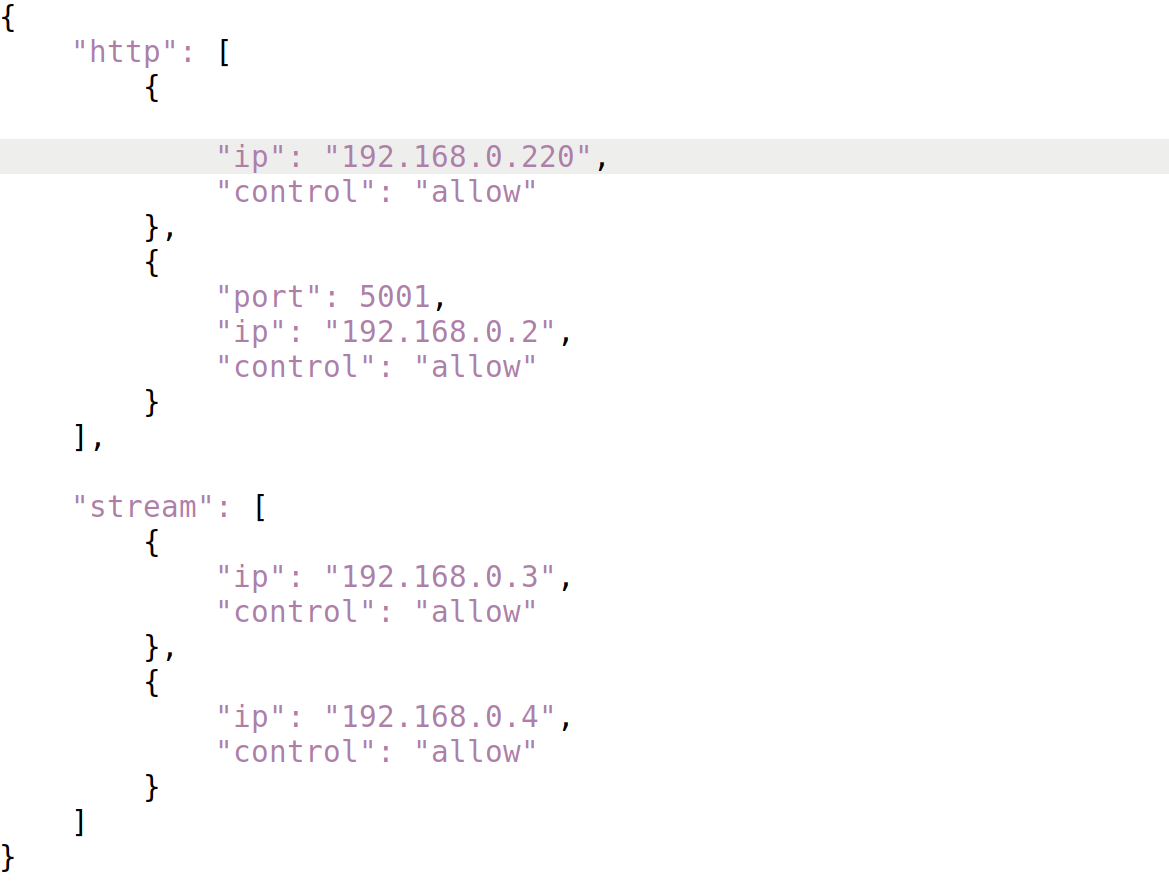 {
    "http": [
        {

            "ip": "192.168.0.220",
            "control": "allow"
        },
        {
            "port": 5001,
            "ip": "192.168.0.2",
            "control": "allow"
        }
    ],

    "stream": [
        {
            "ip": "192.168.0.3",
            "control": "allow"
        },
        {
            "ip": "192.168.0.4",
            "control": "allow"
        }
    ]
}